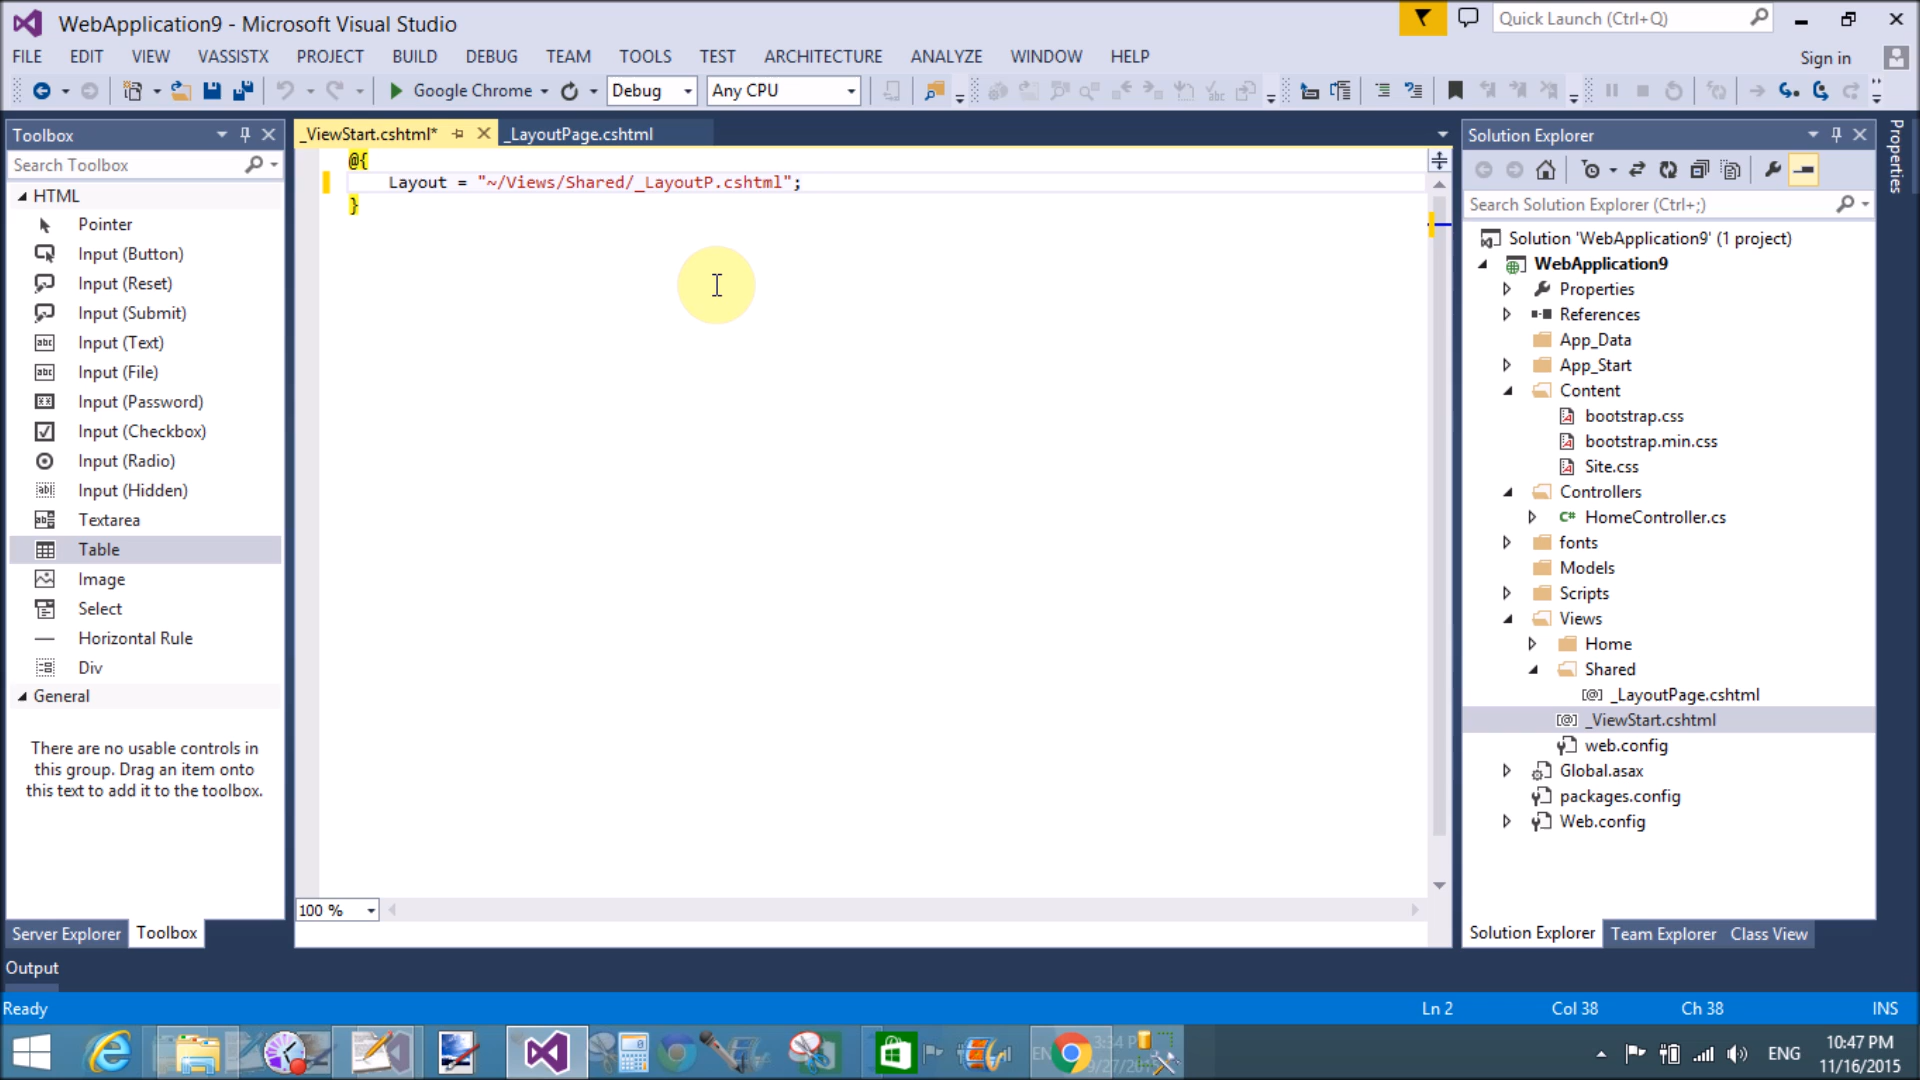 WebApplication9 - Microsoft Visual Studio
Quick Launch (Ctrl+Q)
FILE EDIT VIEW VASSISTX PROJECT BUILD DEBUG TEAM TOOLS TEST ARCHITECTURE ANALYZE WINDOW HELP
Sign in
Google Chrome Debug Any CPU
Toolbox
Search Toolbox
HTML
Pointer
Input (Button)
Input (Reset)
Input (Submit)
Input (Text)
Input (File)
Input (Password)
Input (Checkbox)
Input (Radio)
Input (Hidden)
Textarea
Table
Image
Select
Horizontal Rule
Div
General
There are no usable controls in
this group. Drag an item onto
this text to add it to the toolbox.
Server Explorer Toolbox
_ViewStart.cshtml* _LayoutPage.cshtml
@{
Layout = "~/Views/Shared/_LayoutP.cshtml";
}
100 %
Solution Explorer
Search Solution Explorer (Ctrl+;)
Solution 'WebApplication9' (1 project)
WebApplication9
Properties
References
App_Data
App_Start
Content
bootstrap.css
bootstrap.min.css
Site.css
Controllers
C# HomeController.cs
fonts
Models
Scripts
Views
Home
Shared
[@] _LayoutPage.cshtml
[@] _ViewStart.cshtml
web.config
Global.asax
packages.config
Web.config
Solution Explorer Team Explorer Class View
Properties
Output
Ready
Ln 2 Col 38 Ch 38 INS
ENG
10:47 PM
11/16/2015